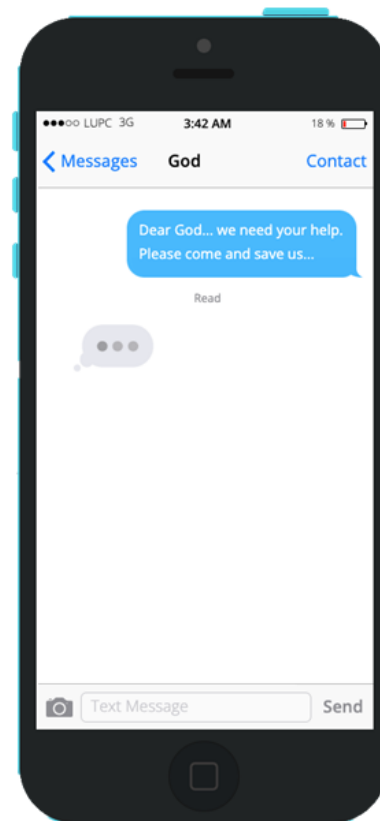 LUPC 3G 3:42 AM 18 %
Messages God Contact
Dear God... we need your help.
Please come and save us...
Read
Text Message Send